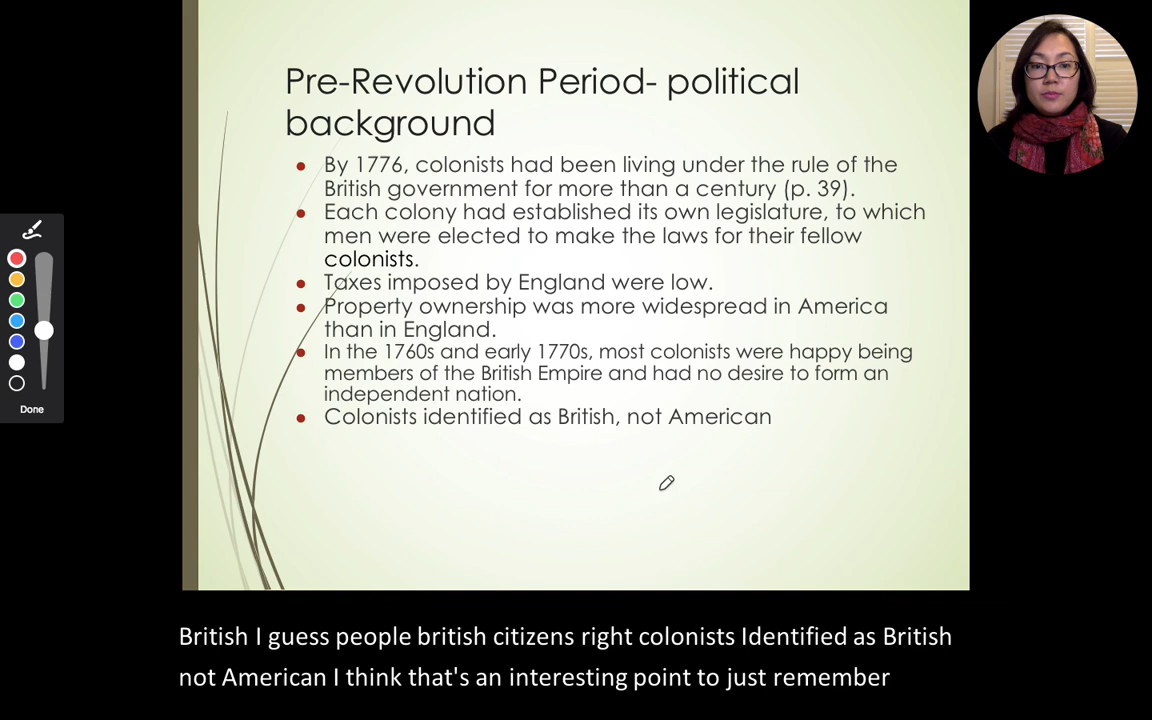 Pre-Revolution Period- political
background
• By 1776, colonists had been living under the rule of the
British government for more than a century (p. 39).
• Each colony had established its own legislature, to which
men were elected to make the laws for their fellow
colonists.
• Taxes imposed by England were low.
• Property ownership was more widespread in America
than in England.
• In the 1760s and early 1770s, most colonists were happy being
members of the British Empire and had no desire to form an
independent nation.
• Colonists identified as British, not American
Done
British I guess people british citizens right colonists Identified as British
not American I think that's an interesting point to just remember